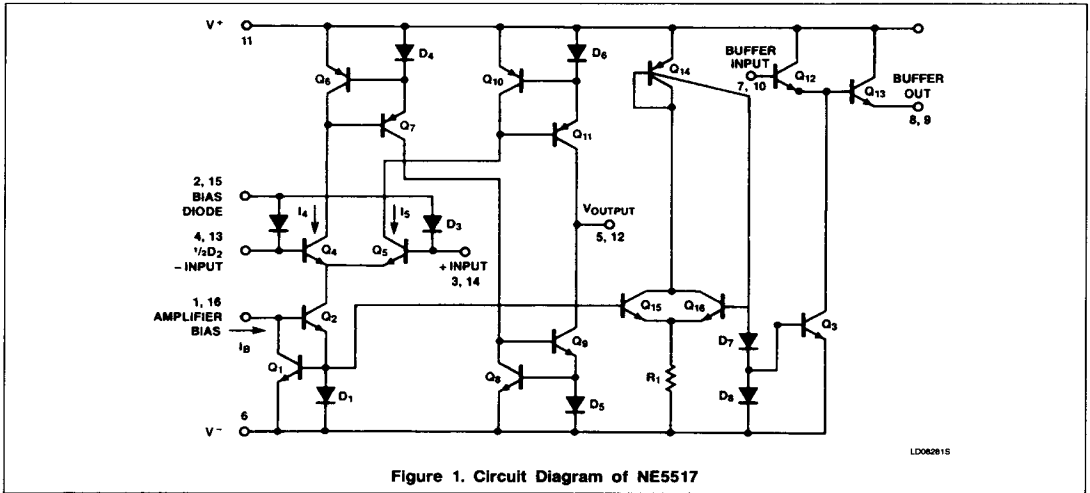 V+
11
D4
D6
Q6
Q10
Q14
BUFFER
INPUT
7, 10
Q12
Q13
BUFFER
OUT
8, 9
Q7
Q11
2, 15
BIAS
DIODE
I4
I5
D3
4, 13
1/2D2
– INPUT
Q4
Q5
+ INPUT
3, 14
VOUTPUT
5, 12
1, 16
AMPLIFIER
BIAS
IB
Q2
Q15
Q16
Q3
D7
Q1
D1
Q9
Q8
D5
R1
D8
6
V–
LD08281S
Figure 1. Circuit Diagram of NE5517